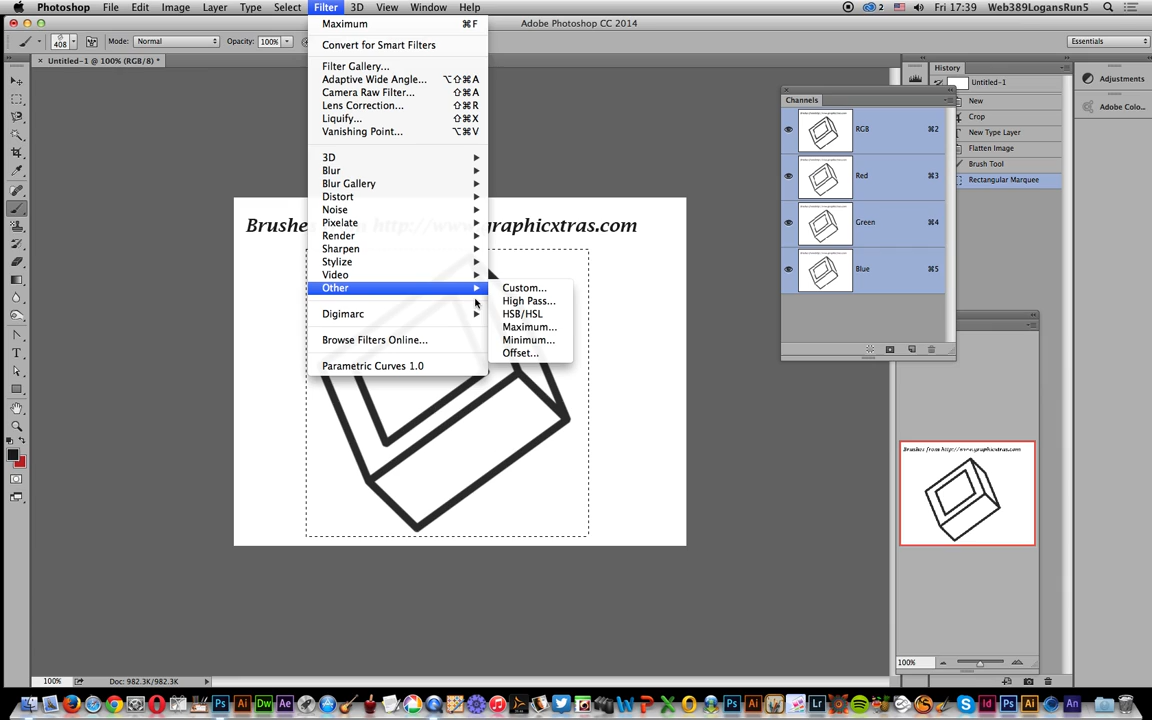 Photoshop File Edit Image Layer Type Select Filter 3D View Window Help 2 Fri 17:39 Web389LogansRun5
Adobe Photoshop CC 2014
408 Mode: Normal Opacity: 100% Essentials
× Untitled-1 @ 100% (RGB/8) *
Maximum ⌘F
Convert for Smart Filters
Filter Gallery...
Adaptive Wide Angle... ⌥⇧⌘A
Camera Raw Filter... ⇧⌘A
Lens Correction... ⇧⌘R
Liquify... ⇧⌘X
Vanishing Point... ⌥⌘V
3D
Blur
Blur Gallery
Distort
Noise
Pixelate
Render
Sharpen
Stylize
Video
Other
Digimarc
Browse Filters Online...
Parametric Curves 1.0
Custom...
High Pass...
HSB/HSL
Maximum...
Minimum...
Offset...
Brushes from http://www.graphicxtras.com
Channels
RGB ⌘2
Red ⌘3
Green ⌘4
Blue ⌘5
History
Untitled-1
New
Crop
New Type Layer
Flatten Image
Brush Tool
Rectangular Marquee
Adjustments
Adobe Colo...
Brushes from http://www.graphicxtras.com
100%
100% Doc: 982.3K/982.3K